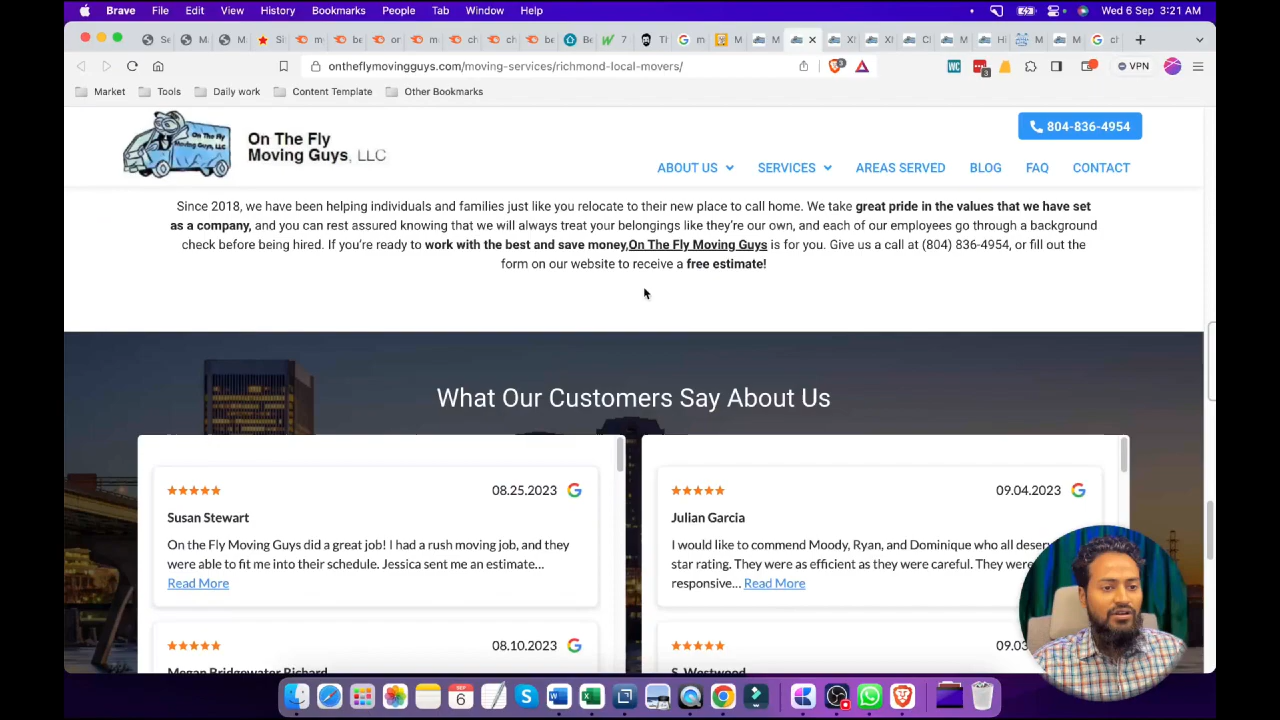 Brave File Edit View History Bookmarks People Tab Window Help Wed 6 Sep 3:21 AM
ontheflymovingguys.com/moving-services/richmond-local-movers/ VPN
Market Tools Daily work Content Template Other Bookmarks
On The Fly
Moving Guys, LLC
804-836-4954
ABOUT US SERVICES AREAS SERVED BLOG FAQ CONTACT
Since 2018, we have been helping individuals and families just like you relocate to their new place to call home. We take great pride in the values that we have set
as a company, and you can rest assured knowing that we will always treat your belongings like they're our own, and each of our employees go through a background
check before being hired. If you're ready to work with the best and save money,On The Fly Moving Guys is for you. Give us a call at (804) 836-4954, or fill out the
form on our website to receive a free estimate!
What Our Customers Say About Us
08.25.2023
Susan Stewart
On the Fly Moving Guys did a great job! I had a rush moving job, and they
were able to fit me into their schedule. Jessica sent me an estimate...
Read More
08.10.2023
Megan Bridgewater Richard
09.04.2023
Julian Garcia
I would like to commend Moody, Ryan, and Dominique who all
star rating. They were as efficient as they were careful. They were
responsive... Read More
S. Westwood